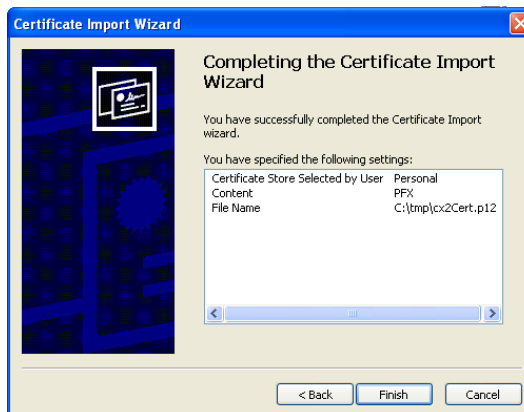 Certificate Import Wizard
Completing the Certificate Import
Wizard
You have successfully completed the Certificate Import
wizard.
You have specified the following settings:
Certificate Store Selected by User Personal
Content PFX
File Name C:\tmp\cx2Cert.p12
< Back Finish Cancel